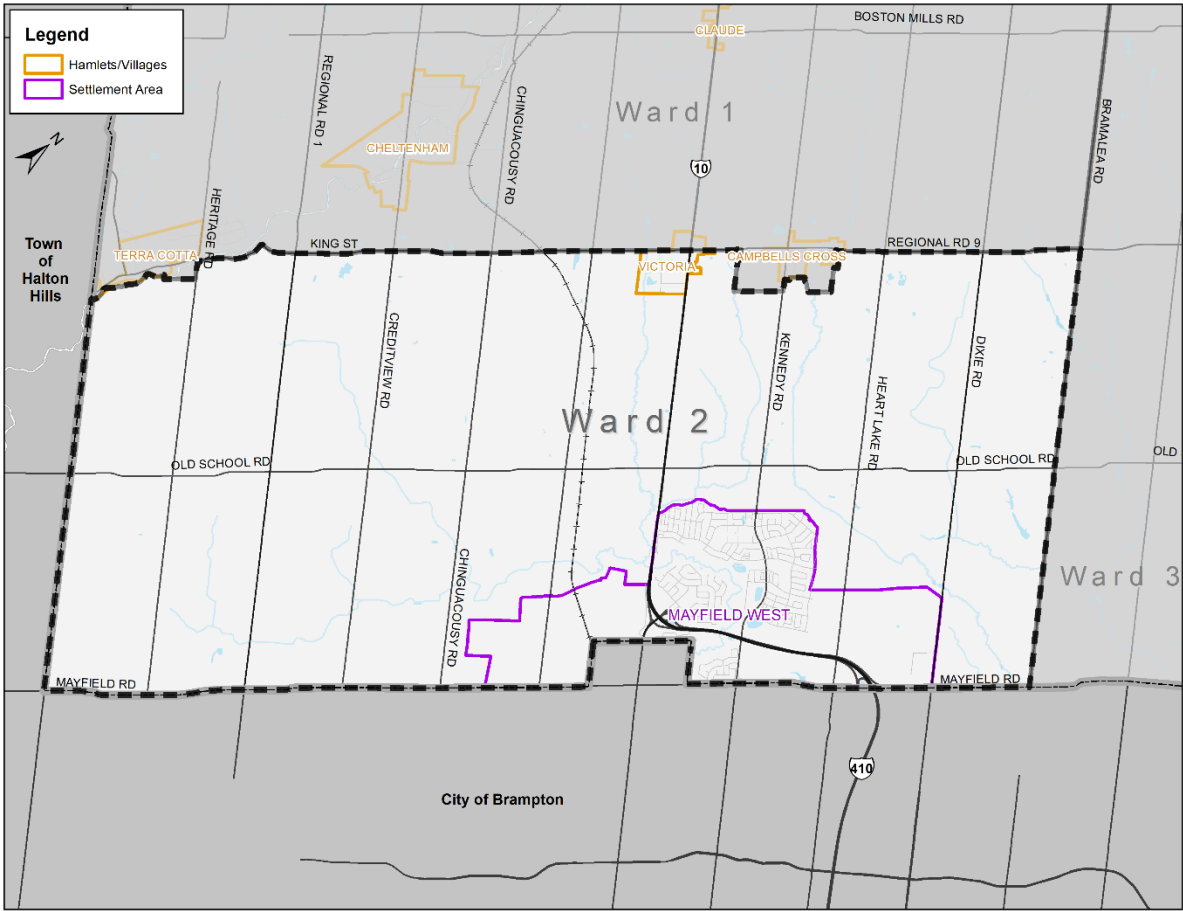 BOSTON MILLS RD
Legend
Hamlets/Villages
Settlement Area
CLAUDE
REGIONAL RD 1
CHINGUACOUSY RD
Ward 1
BRAMALEA RD
N
CHELTENHAM
10
HERITAGE RD
Town
of
Halton
Hills
TERRA COTTA
KING ST
REGIONAL RD 9
VICTORIA
CAMPBELLS CROSS
CREDITVIEW RD
KENNEDY RD
DIXIE RD
HEART LAKE RD
Ward 2
OLD SCHOOL RD
OLD SCHOOL RD
OLD
CHINGUACOUSY RD
Ward 3
MAYFIELD WEST
MAYFIELD RD
MAYFIELD RD
410
City of Brampton